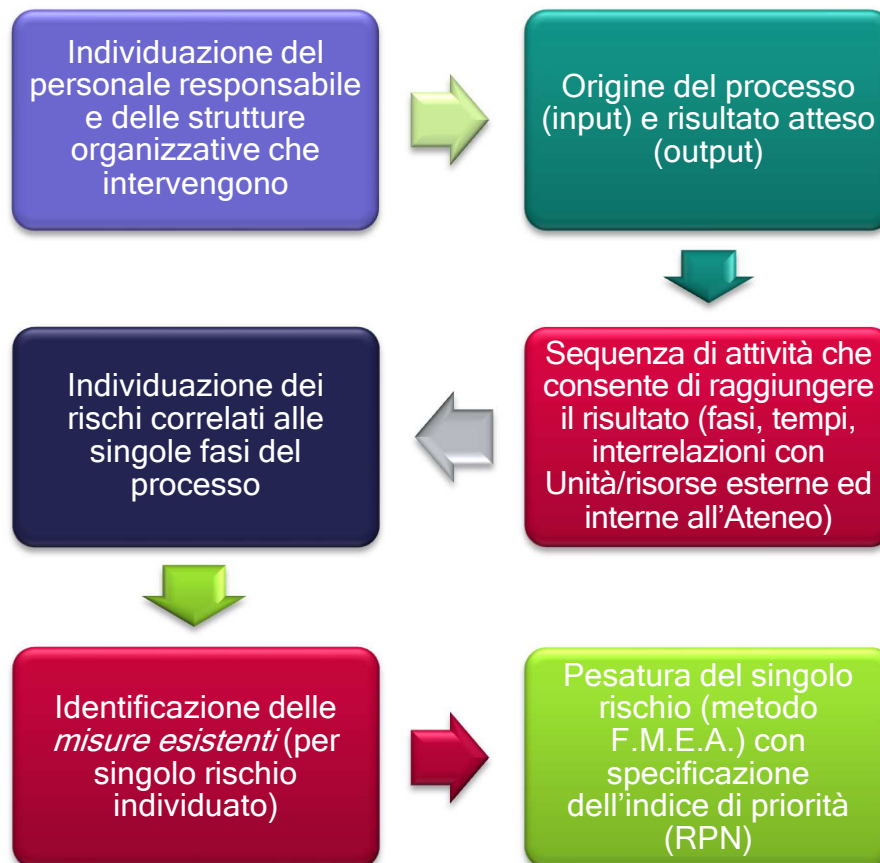 Individuazione del
personale responsabile
e delle strutture
organizzative che
intervengono
Origine del processo
(input) e risultato atteso
(output)
Sequenza di attività che
consente di raggiungere
il risultato (fasi, tempi,
interrelazioni con
Unità/risorse esterne ed
interne all’Ateneo)
Individuazione dei
rischi correlati alle
singole fasi del
processo
Identificazione delle
misure esistenti (per
singolo rischio
individuato)
Pesatura del singolo
rischio (metodo
F.M.E.A.) con
specificazione
dell’indice di priorità
(RPN)